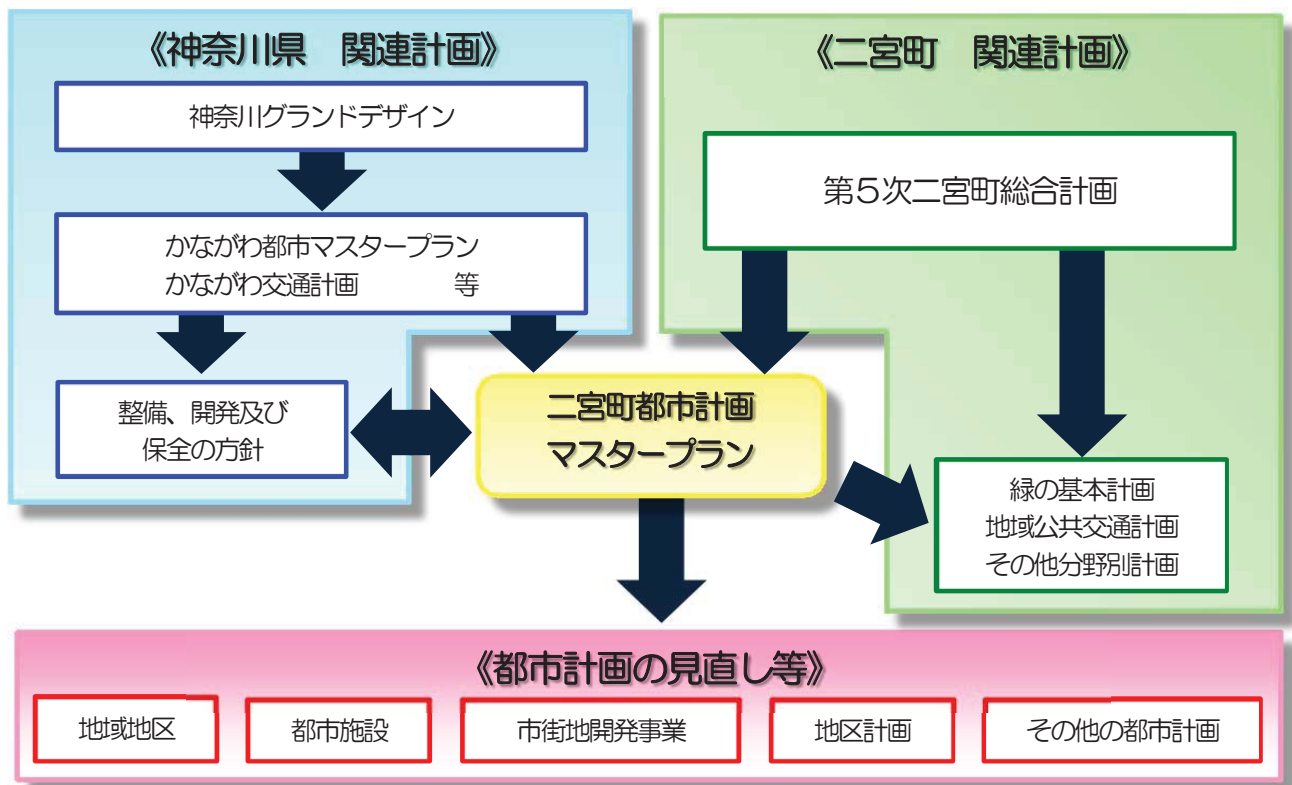 《神奈川県　関連計画》
神奈川グランドデザイン
かながわ都市マスタープラン
かながわ交通計画　　　　等
整備、開発及び
保全の方針
《二宮町　関連計画》
第5次二宮町総合計画
二宮町都市計画
マスタープラン
緑の基本計画
地域公共交通計画
その他分野別計画
《都市計画の見直し等》
地域地区
都市施設
市街地開発事業
地区計画
その他の都市計画